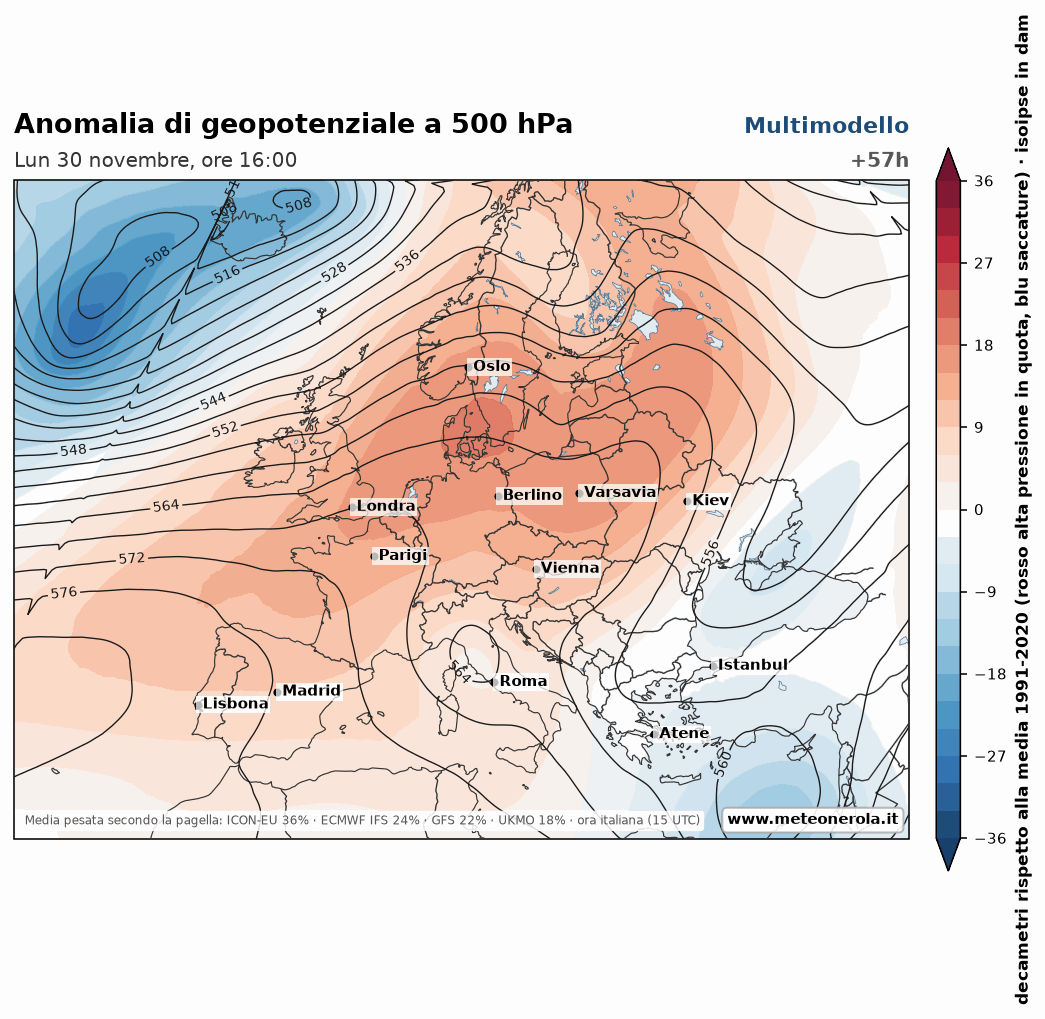 Anomalia di geopotenziale a 500 hPa
Multimodello
Lun 30 novembre, ore 16:00
+57h
508
508
516
528
536
544
552
548
564
572
576
556
564
560
Oslo
Londra
Berlino
Varsavia
Kiev
Parigi
Vienna
Istanbul
Roma
Madrid
Lisbona
Atene
Media pesata secondo la pagella: ICON-EU 36% · ECMWF IFS 24% · GFS 22% · UKMO 18% · ora italiana (15 UTC)
www.meteonerola.it
36
27
18
9
0
−9
−18
−27
−36
decametri rispetto alla media 1991-2020 (rosso alta pressione in quota, blu saccature) · isoipse in dam